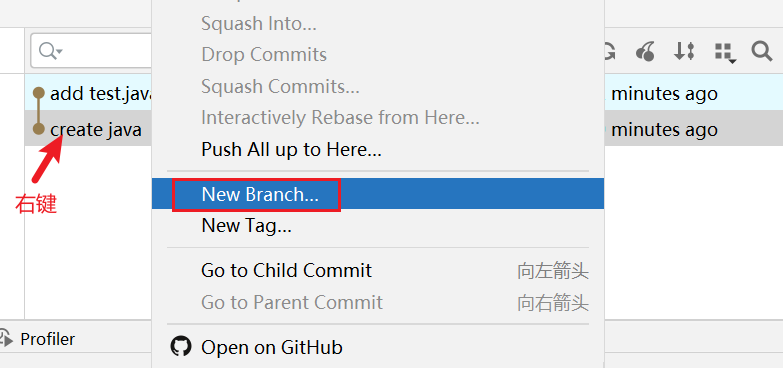 Squash Into...
Drop Commits
Squash Commits...
Interactively Rebase from Here...
Push All up to Here...
New Branch...
New Tag...
Go to Child Commit 向左箭头
Go to Parent Commit 向右箭头
Open on GitHub
add test.java minutes ago
create java minutes ago
右键
Profiler